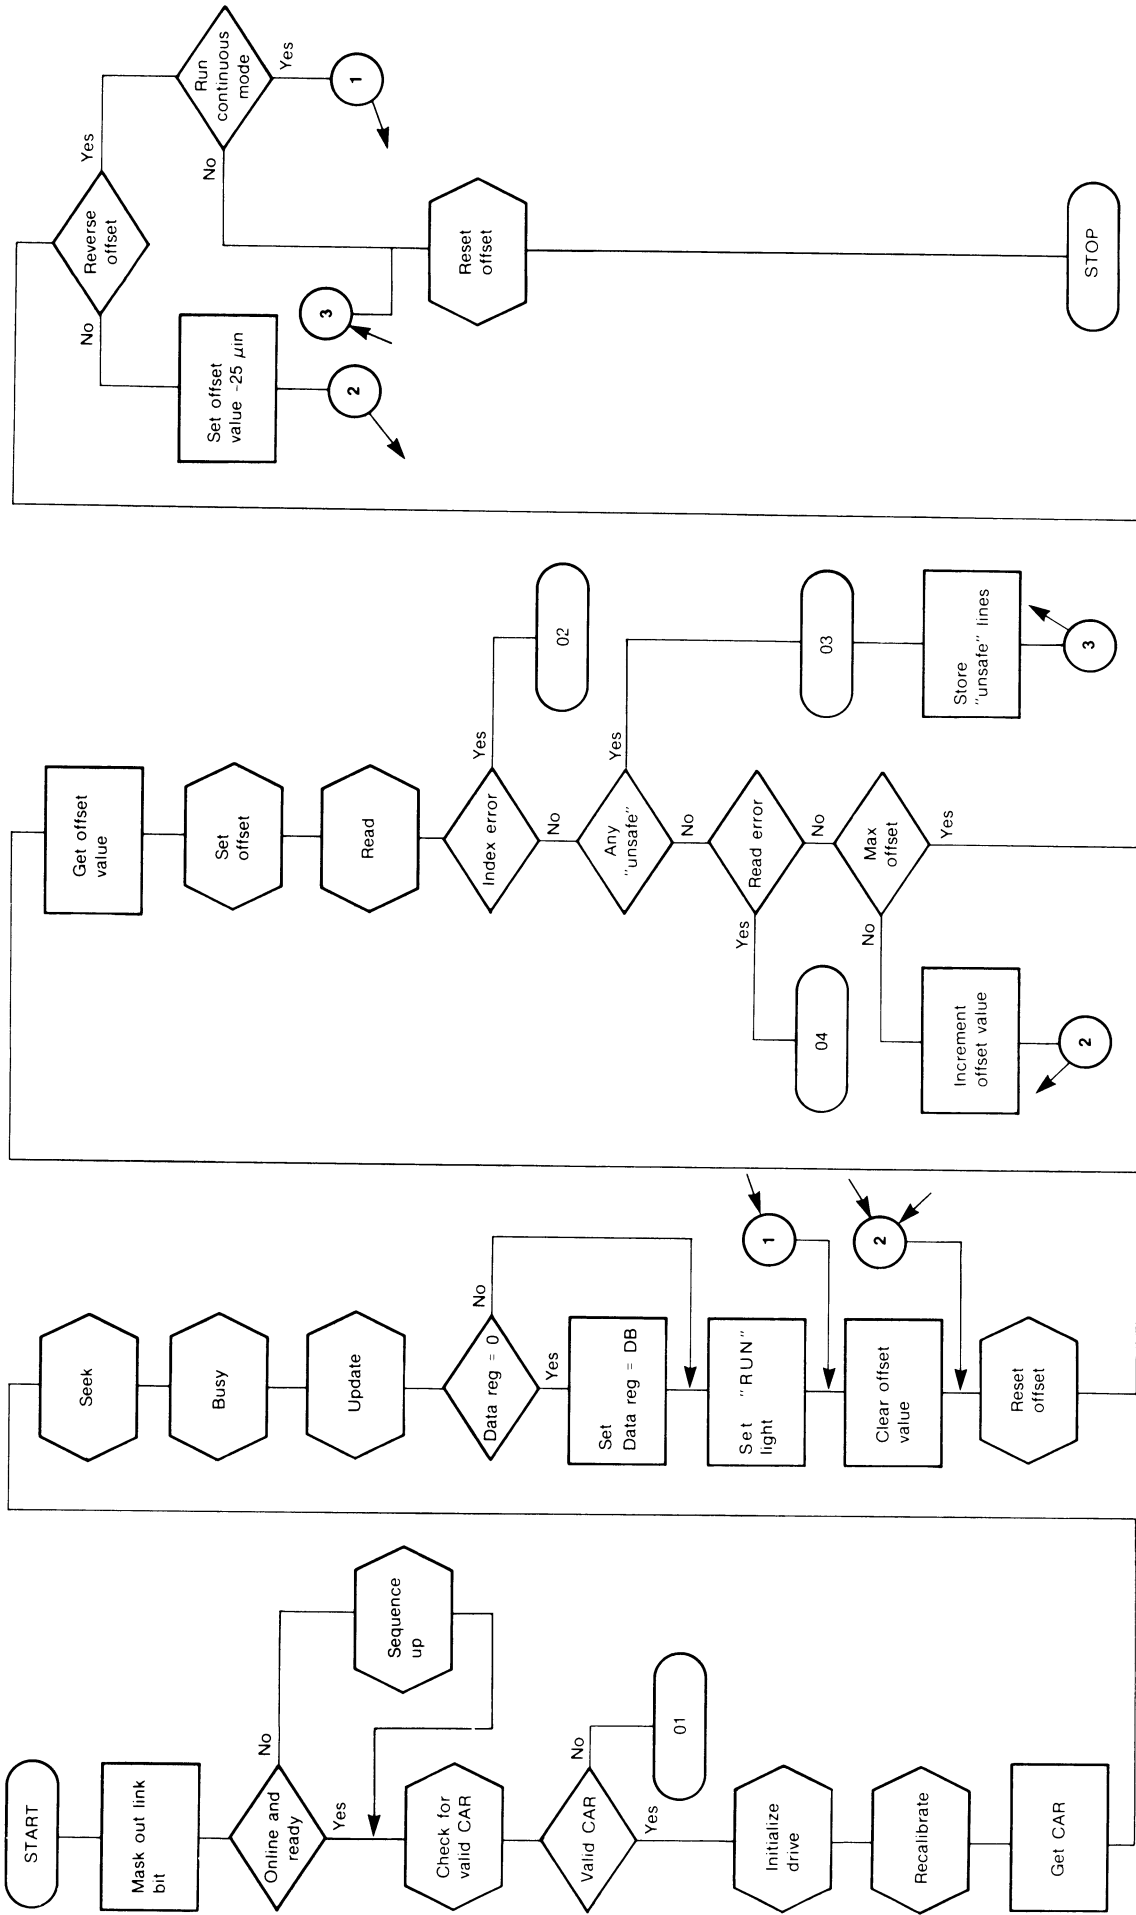 START
Mask out link
bit
Online and
ready
No
Yes
Sequence
up
Check for
valid CAR
Valid CAR
No
01
Yes
Initialize
drive
Recalibrate
Get CAR
Seek
Busy
Update
Data reg = 0
No
Yes
Set
Data reg = DB
Set "RUN"
light
1
Clear offset
value
2
Reset
offset
Get offset
value
Set
offset
Read
Index error
Yes
02
No
Any
"unsafe"
Yes
03
Store
"unsafe" lines
3
No
Read error
Yes
04
No
Max
offset
No
Increment
offset value
2
Yes
Reverse
offset
No
Set offset
value -25 µin
2
Yes
Run
continuous
mode
Yes
1
No
3
Reset
offset
STOP